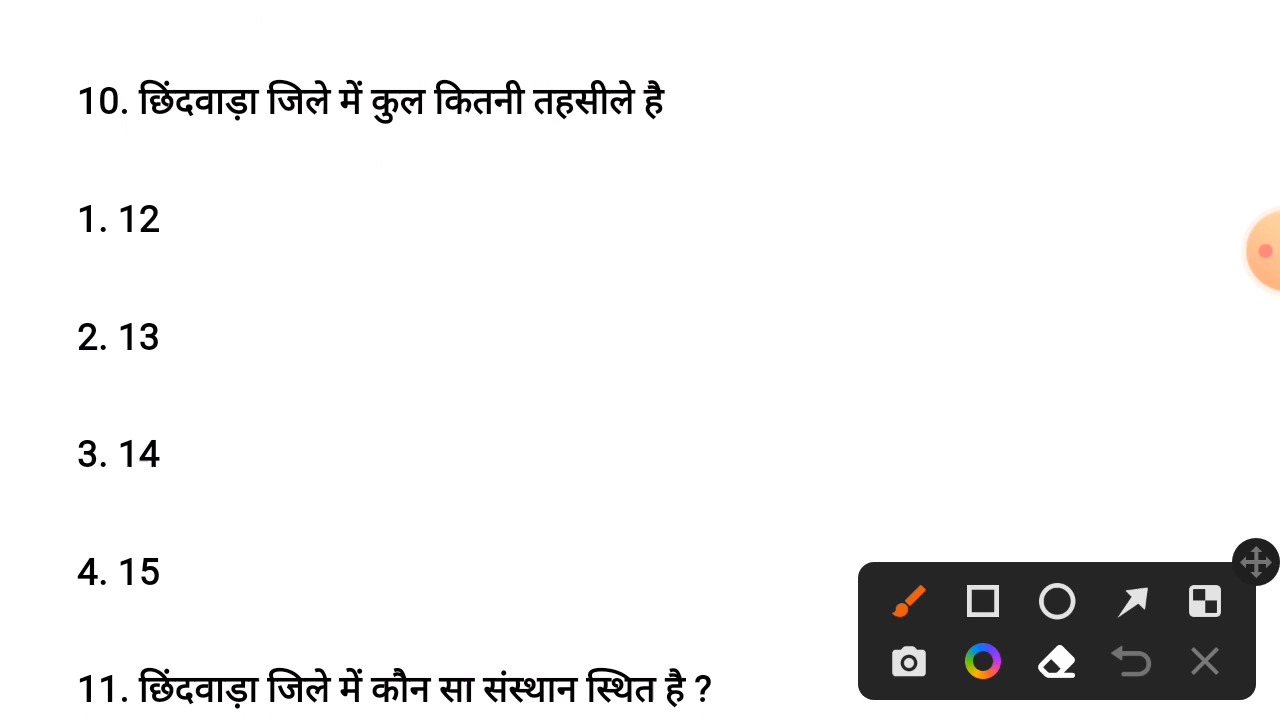 10. छिंदवाड़ा जिले में कुल कितनी तहसीले है
1. 12
2. 13
3. 14
4. 15
11. छिंदवाड़ा जिले में कौन सा संस्थान स्थित है ?